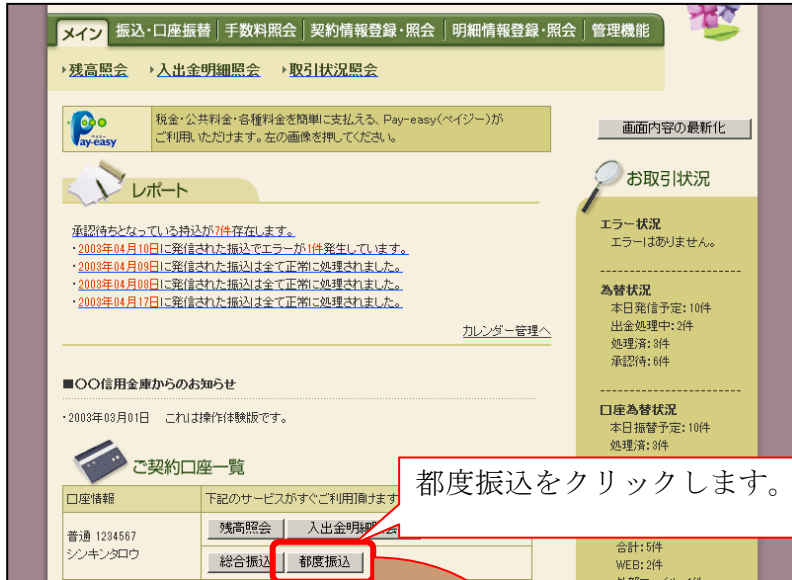 メイン 振込・口座振替 手数料照会 契約情報登録・照会 明細情報登録・照会 管理機能
残高照会 入出金明細照会 取引状況照会
Pay-easy
税金・公共料金・各種料金を簡単に支払える、Pay-easy(ペイジー)が
ご利用いただけます。左の画像を押してください。
画面内容の最新化
レポート
承認待ちとなっている持込が7件存在します。
・2003年04月10日に発信された振込でエラーが1件発生しています。
・2003年04月09日に発信された振込は全て正常に処理されました。
・2003年04月08日に発信された振込は全て正常に処理されました。
・2003年04月17日に発信された振込は全て正常に処理されました。
カレンダー管理へ
■〇〇信用金庫からのお知らせ
・2003年03月01日 これは操作体験版です。
ご契約口座一覧
口座情報 下記のサービスがすぐご利用頂けます
普通 1234567
シンキンタロウ
残高照会 入出金明細
総合振込 都度振込
都度振込をクリックします。
お取引状況
エラー状況
エラーはありません。
為替状況
本日発信予定:10件
出金処理中:2件
処理済:3件
承認待:6件
口座為替状況
本日振替予定:10件
処理済:3件
合計:5件
WEB:2件